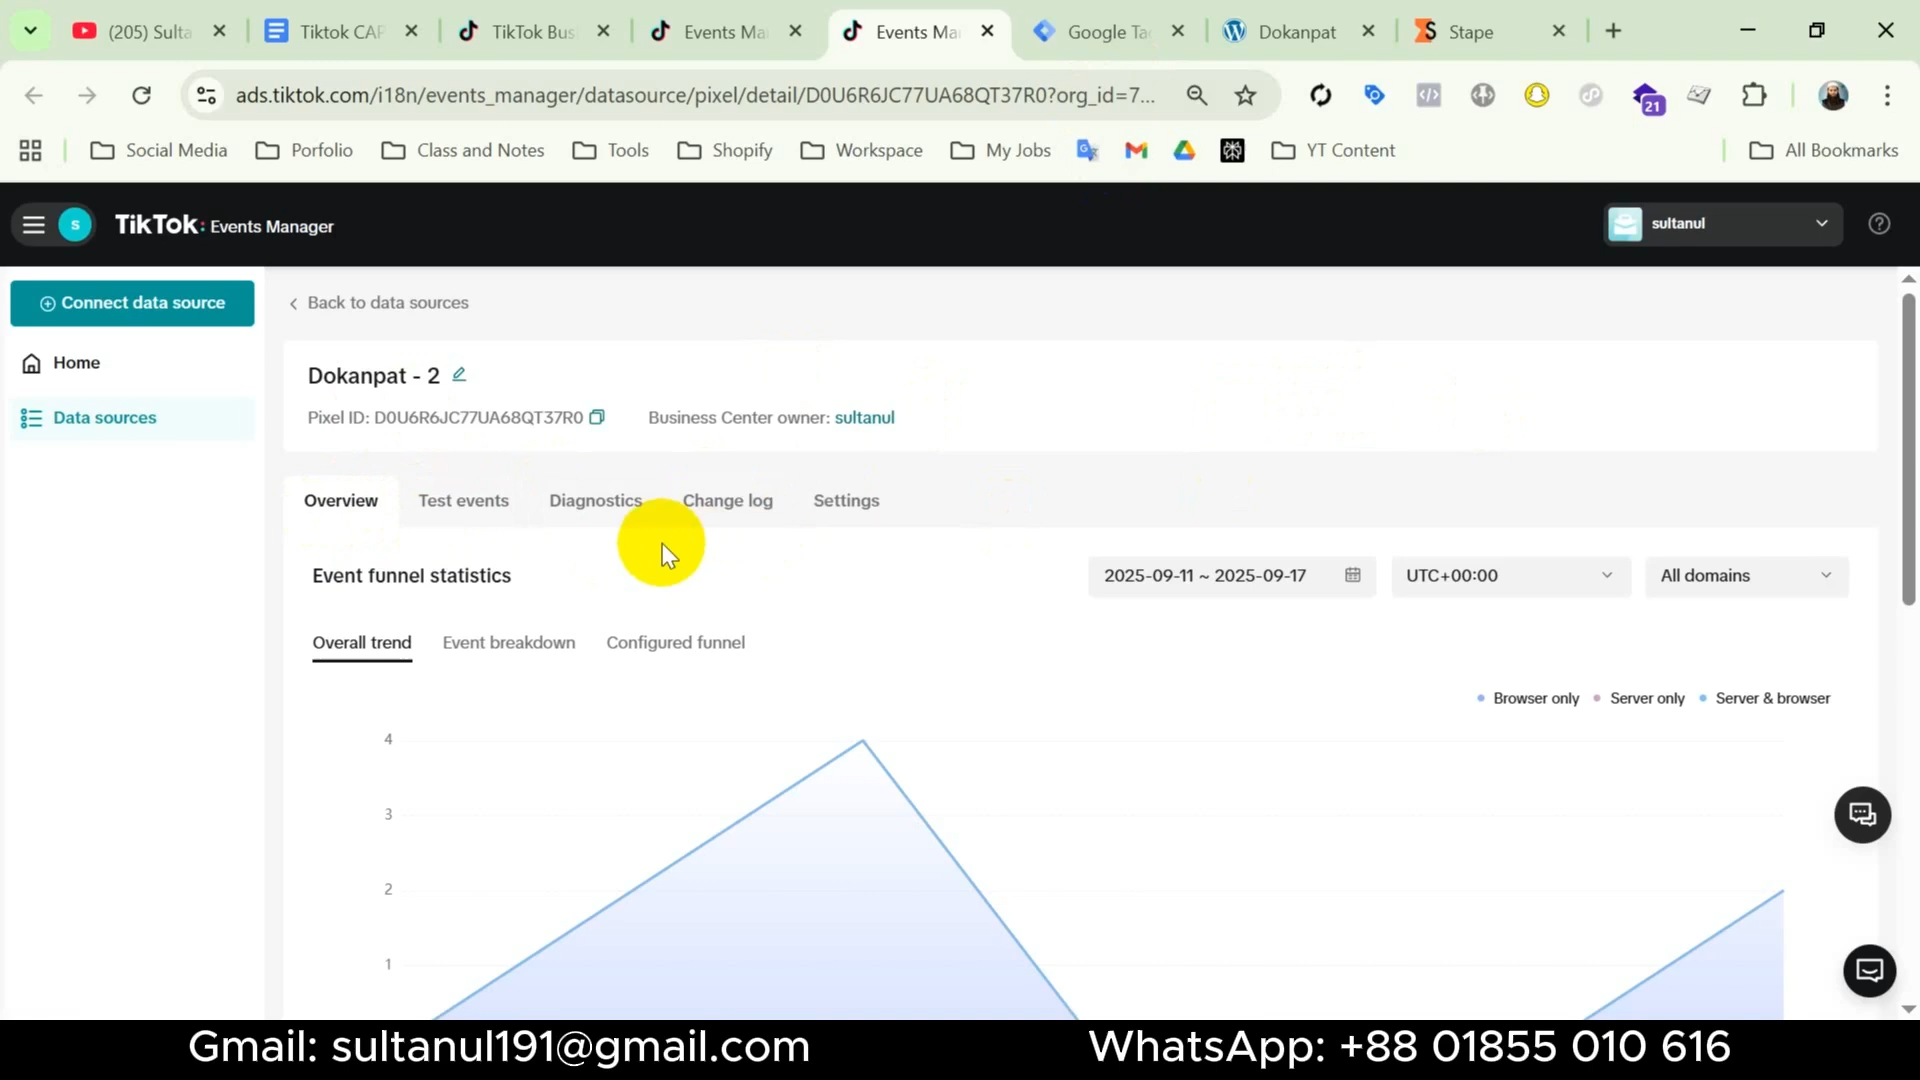 (205) Sulta
Tiktok CAP
TikTok Bus
Events Ma
Events Ma
Google Ta
Dokanpat
Stape
ads.tiktok.com/i18n/events_manager/datasource/pixel/detail/D0U6R6JC77UA68QT37R0?org_id=7...
21
Social Media
Porfolio
Class and Notes
Tools
Shopify
Workspace
My Jobs
YT Content
All Bookmarks
S
TikTok: Events Manager
sultanul
Connect data source
Home
Data sources
Back to data sources
Dokanpat - 2
Pixel ID: D0U6R6JC77UA68QT37R0
Business Center owner: sultanul
Overview
Test events
Diagnostics
Change log
Settings
Event funnel statistics
2025-09-11 ~ 2025-09-17
UTC+00:00
All domains
Overall trend
Event breakdown
Configured funnel
Browser only
Server only
Server & browser
4
3
2
1
Gmail: sultanul191@gmail.com
WhatsApp: +88 01855 010 616